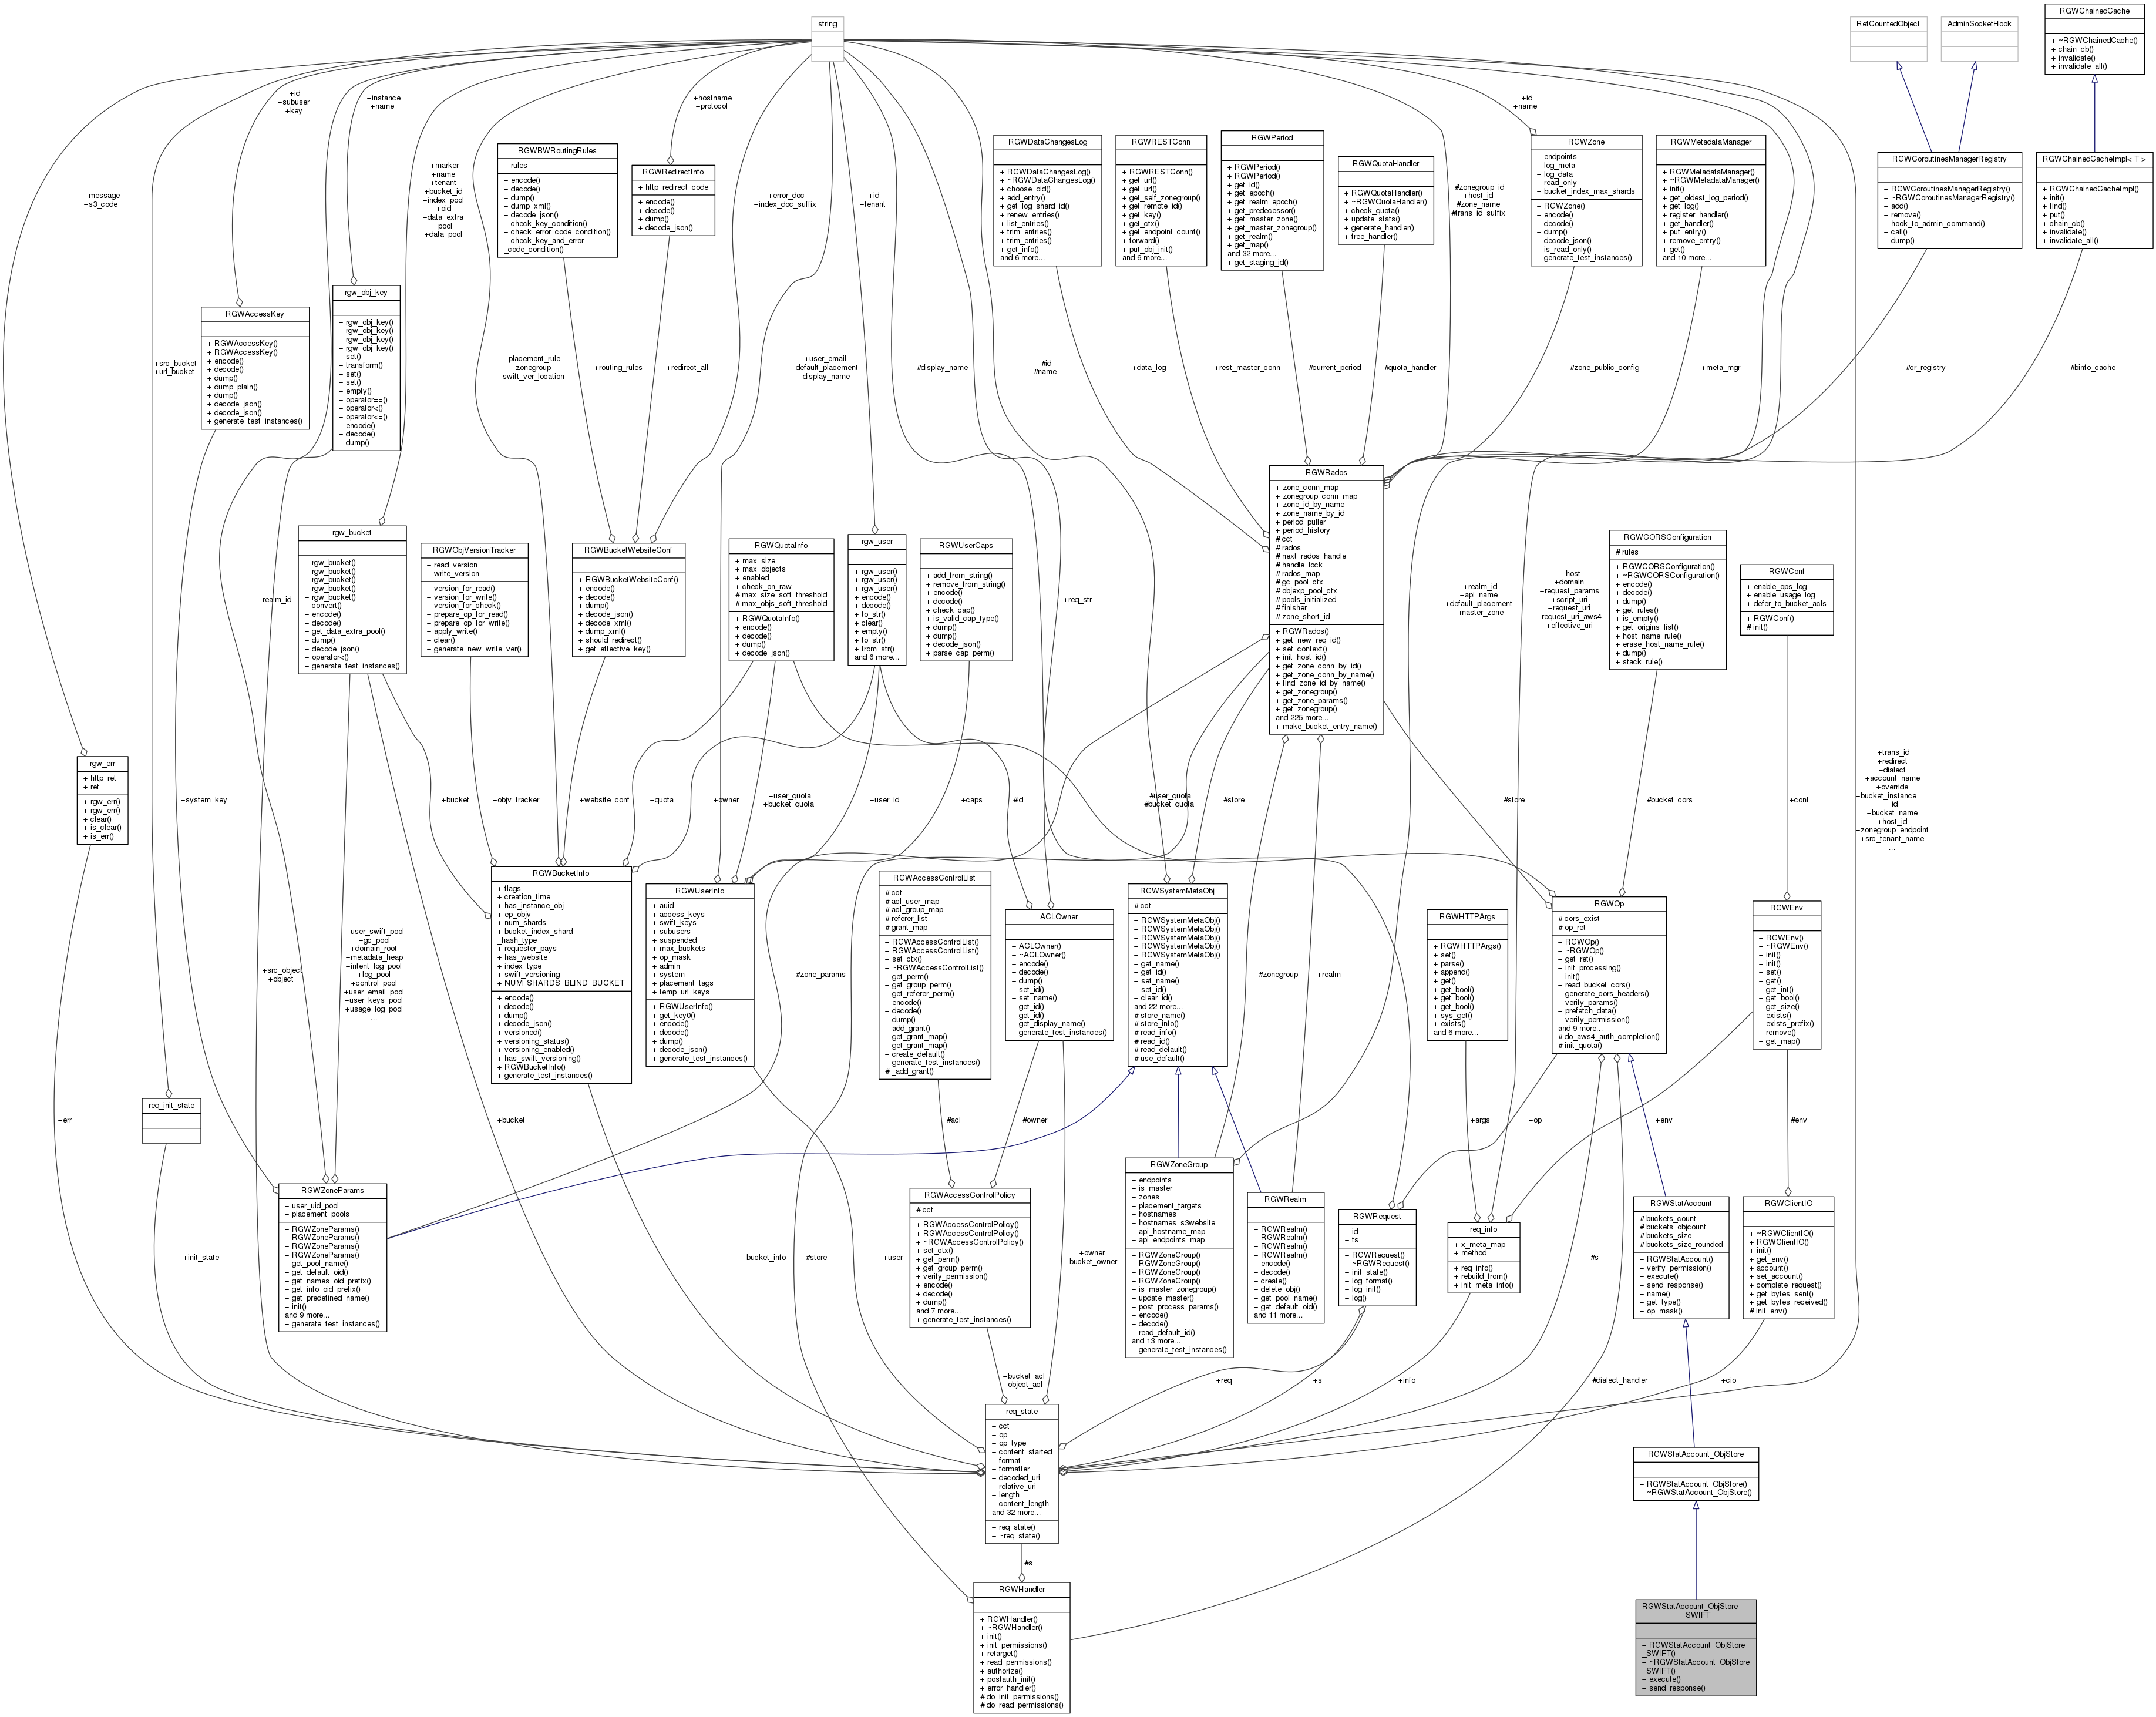 string
RefCountedObject
AdminSocketHook
RGWChainedCache
+ ~RGWChainedCache()
+ chain_cb()
+ invalidate()
+ invalidate_all()
+message
+s3_code
+id
+subuser
+key
+instance
+name
+marker
+name
+tenant
+bucket_id
+index_pool
+oid
+data_extra
_pool
+data_pool
RGWBWRoutingRules
+ rules
+ encode()
+ decode()
+ dump()
+ dump_xml()
+ decode_json()
+ check_key_condition()
+ check_error_code_condition()
+ check_key_and_error
_code_condition()
+hostname
+protocol
RGWRedirectInfo
+ http_redirect_code
+ encode()
+ decode()
+ dump()
+ decode_json()
+error_doc
+index_doc_suffix
+id
+tenant
RGWDataChangesLog
+ RGWDataChangesLog()
+ ~RGWDataChangesLog()
+ choose_oid()
+ add_entry()
+ get_log_shard_id()
+ renew_entries()
+ list_entries()
+ trim_entries()
+ trim_entries()
+ get_info()
and 6 more...
RGWRESTConn
+ RGWRESTConn()
+ get_url()
+ get_url()
+ get_self_zonegroup()
+ get_remote_id()
+ get_key()
+ get_ctx()
+ get_endpoint_count()
+ forward()
+ put_obj_init()
and 6 more...
RGWPeriod
+ RGWPeriod()
+ RGWPeriod()
+ get_id()
+ get_epoch()
+ get_realm_epoch()
+ get_predecessor()
+ get_master_zone()
+ get_master_zonegroup()
+ get_realm()
+ get_map()
and 32 more...
+ get_staging_id()
RGWQuotaHandler
+ RGWQuotaHandler()
+ ~RGWQuotaHandler()
+ check_quota()
+ update_stats()
+ generate_handler()
+ free_handler()
#zonegroup_id
#host_id
#zone_name
#trans_id_suffix
+id
+name
RGWZone
+ endpoints
+ log_meta
+ log_data
+ read_only
+ bucket_index_max_shards
+ RGWZone()
+ encode()
+ decode()
+ dump()
+ decode_json()
+ is_read_only()
+ generate_test_instances()
RGWMetadataManager
+ RGWMetadataManager()
+ ~RGWMetadataManager()
+ init()
+ get_oldest_log_period()
+ get_log()
+ register_handler()
+ get_handler()
+ put_entry()
+ remove_entry()
+ get()
and 10 more...
RGWCoroutinesManagerRegistry
+ RGWCoroutinesManagerRegistry()
+ ~RGWCoroutinesManagerRegistry()
+ add()
+ remove()
+ hook_to_admin_command()
+ call()
+ dump()
RGWChainedCacheImpl< T >
+ RGWChainedCacheImpl()
+ init()
+ find()
+ put()
+ chain_cb()
+ invalidate()
+ invalidate_all()
RGWAccessKey
+ RGWAccessKey()
+ RGWAccessKey()
+ encode()
+ decode()
+ dump()
+ dump_plain()
+ dump()
+ decode_json()
+ decode_json()
+ generate_test_instances()
rgw_obj_key
+ rgw_obj_key()
+ rgw_obj_key()
+ rgw_obj_key()
+ rgw_obj_key()
+ set()
+ transform()
+ set()
+ set()
+ empty()
+ operator==()
+ operator<()
+ operator<=()
+ encode()
+ decode()
+ dump()
+src_bucket
+url_bucket
+placement_rule
+zonegroup
+swift_ver_location
+routing_rules
+redirect_all
+user_email
+default_placement
+display_name
#display_name
#id
#name
+data_log
+rest_master_conn
#current_period
#quota_handler
#zone_public_config
+meta_mgr
#cr_registry
#binfo_cache
RGWRados
+ zone_conn_map
+ zonegroup_conn_map
+ zone_id_by_name
+ zone_name_by_id
+ period_puller
+ period_history
# cct
# rados
# next_rados_handle
# handle_lock
# rados_map
# gc_pool_ctx
# objexp_pool_ctx
# pools_initialized
# finisher
# zone_short_id
+ RGWRados()
+ get_new_req_id()
+ set_context()
+ init_host_id()
+ get_zone_conn_by_id()
+ get_zone_conn_by_name()
+ find_zone_id_by_name()
+ get_zonegroup()
+ get_zone_params()
+ get_zonegroup()
and 225 more...
+ make_bucket_entry_name()
rgw_bucket
+ rgw_bucket()
+ rgw_bucket()
+ rgw_bucket()
+ rgw_bucket()
+ rgw_bucket()
+ convert()
+ encode()
+ decode()
+ get_data_extra_pool()
+ dump()
+ decode_json()
+ operator<()
+ generate_test_instances()
RGWObjVersionTracker
+ read_version
+ write_version
+ version_for_read()
+ version_for_write()
+ version_for_check()
+ prepare_op_for_read()
+ prepare_op_for_write()
+ apply_write()
+ clear()
+ generate_new_write_ver()
RGWBucketWebsiteConf
+ RGWBucketWebsiteConf()
+ encode()
+ decode()
+ dump()
+ decode_json()
+ decode_xml()
+ dump_xml()
+ should_redirect()
+ get_effective_key()
RGWQuotaInfo
+ max_size
+ max_objects
+ enabled
+ check_on_raw
# max_size_soft_threshold
# max_objs_soft_threshold
+ RGWQuotaInfo()
+ encode()
+ decode()
+ dump()
+ decode_json()
rgw_user
+ rgw_user()
+ rgw_user()
+ rgw_user()
+ encode()
+ decode()
+ to_str()
+ clear()
+ empty()
+ to_str()
+ from_str()
and 6 more...
RGWUserCaps
+ add_from_string()
+ remove_from_string()
+ encode()
+ decode()
+ check_cap()
+ is_valid_cap_type()
+ dump()
+ dump()
+ decode_json()
+ parse_cap_perm()
+realm_id
+req_str
+realm_id
+api_name
+default_placement
+master_zone
+host
+domain
+request_params
+script_uri
+request_uri
+request_uri_aws4
+effective_uri
RGWCORSConfiguration
# rules
+ RGWCORSConfiguration()
+ ~RGWCORSConfiguration()
+ encode()
+ decode()
+ dump()
+ get_rules()
+ is_empty()
+ get_origins_list()
+ host_name_rule()
+ erase_host_name_rule()
+ dump()
+ stack_rule()
RGWConf
+ enable_ops_log
+ enable_usage_log
+ defer_to_bucket_acls
+ RGWConf()
# init()
rgw_err
+ http_ret
+ ret
+ rgw_err()
+ rgw_err()
+ clear()
+ is_clear()
+ is_err()
+system_key
+bucket
+objv_tracker
+website_conf
+quota
+owner
+user_quota
+bucket_quota
+user_id
+caps
#id
#user_quota
#bucket_quota
#store
#store
#bucket_cors
+conf
+trans_id
+redirect
+dialect
+account_name
+override
+bucket_instance
_id
+bucket_name
+host_id
+zonegroup_endpoint
+src_tenant_name
...
RGWBucketInfo
+ flags
+ creation_time
+ has_instance_obj
+ ep_objv
+ num_shards
+ bucket_index_shard
_hash_type
+ requester_pays
+ has_website
+ index_type
+ swift_versioning
+ NUM_SHARDS_BLIND_BUCKET
+ encode()
+ decode()
+ dump()
+ decode_json()
+ versioned()
+ versioning_status()
+ versioning_enabled()
+ has_swift_versioning()
+ RGWBucketInfo()
+ generate_test_instances()
RGWUserInfo
+ auid
+ access_keys
+ swift_keys
+ subusers
+ suspended
+ max_buckets
+ op_mask
+ admin
+ system
+ placement_tags
+ temp_url_keys
+ RGWUserInfo()
+ get_key0()
+ encode()
+ decode()
+ dump()
+ decode_json()
+ generate_test_instances()
RGWAccessControlList
# cct
# acl_user_map
# acl_group_map
# referer_list
# grant_map
+ RGWAccessControlList()
+ RGWAccessControlList()
+ set_ctx()
+ ~RGWAccessControlList()
+ get_perm()
+ get_group_perm()
+ get_referer_perm()
+ encode()
+ decode()
+ dump()
+ add_grant()
+ get_grant_map()
+ get_grant_map()
+ create_default()
+ generate_test_instances()
# _add_grant()
ACLOwner
+ ACLOwner()
+ ~ACLOwner()
+ encode()
+ decode()
+ dump()
+ set_id()
+ set_name()
+ get_id()
+ get_id()
+ get_display_name()
+ generate_test_instances()
RGWSystemMetaObj
# cct
+ RGWSystemMetaObj()
+ RGWSystemMetaObj()
+ RGWSystemMetaObj()
+ RGWSystemMetaObj()
+ RGWSystemMetaObj()
+ get_name()
+ get_id()
+ set_name()
+ set_id()
+ clear_id()
and 22 more...
# store_name()
# store_info()
# read_info()
# read_id()
# read_default()
# use_default()
RGWHTTPArgs
+ RGWHTTPArgs()
+ set()
+ parse()
+ append()
+ get()
+ get_bool()
+ get_bool()
+ get_bool()
+ sys_get()
+ exists()
and 6 more...
RGWOp
# cors_exist
# op_ret
+ RGWOp()
+ ~RGWOp()
+ get_ret()
+ init_processing()
+ init()
+ read_bucket_cors()
+ generate_cors_headers()
+ verify_params()
+ prefetch_data()
+ verify_permission()
and 9 more...
# do_aws4_auth_completion()
# init_quota()
RGWEnv
+ RGWEnv()
+ ~RGWEnv()
+ init()
+ init()
+ set()
+ get()
+ get_int()
+ get_bool()
+ get_size()
+ exists()
+ exists_prefix()
+ remove()
+ get_map()
+src_object
+object
+user_swift_pool
+gc_pool
+domain_root
+metadata_heap
+intent_log_pool
+log_pool
+control_pool
+user_email_pool
+user_keys_pool
+usage_log_pool
...
#zone_params
#zonegroup
+realm
req_init_state
+err
+bucket
#acl
#owner
+op
+args
+env
#env
RGWZoneParams
+ user_uid_pool
+ placement_pools
+ RGWZoneParams()
+ RGWZoneParams()
+ RGWZoneParams()
+ RGWZoneParams()
+ get_pool_name()
+ get_default_oid()
+ get_names_oid_prefix()
+ get_info_oid_prefix()
+ get_predefined_name()
+ init()
and 9 more...
+ generate_test_instances()
RGWAccessControlPolicy
# cct
+ RGWAccessControlPolicy()
+ RGWAccessControlPolicy()
+ ~RGWAccessControlPolicy()
+ set_ctx()
+ get_perm()
+ get_group_perm()
+ verify_permission()
+ encode()
+ decode()
+ dump()
and 7 more...
+ generate_test_instances()
RGWZoneGroup
+ endpoints
+ is_master
+ zones
+ placement_targets
+ hostnames
+ hostnames_s3website
+ api_hostname_map
+ api_endpoints_map
+ RGWZoneGroup()
+ RGWZoneGroup()
+ RGWZoneGroup()
+ RGWZoneGroup()
+ is_master_zonegroup()
+ update_master()
+ post_process_params()
+ encode()
+ decode()
+ read_default_id()
and 13 more...
+ generate_test_instances()
RGWRealm
+ RGWRealm()
+ RGWRealm()
+ RGWRealm()
+ RGWRealm()
+ encode()
+ decode()
+ create()
+ delete_obj()
+ get_pool_name()
+ get_default_oid()
and 11 more...
RGWRequest
+ id
+ ts
+ RGWRequest()
+ ~RGWRequest()
+ init_state()
+ log_format()
+ log_init()
+ log()
req_info
+ x_meta_map
+ method
+ req_info()
+ rebuild_from()
+ init_meta_info()
RGWStatAccount
# buckets_count
# buckets_objcount
# buckets_size
# buckets_size_rounded
+ RGWStatAccount()
+ verify_permission()
+ execute()
+ send_response()
+ name()
+ get_type()
+ op_mask()
RGWClientIO
+ ~RGWClientIO()
+ RGWClientIO()
+ init()
+ get_env()
+ account()
+ set_account()
+ complete_request()
+ get_bytes_sent()
+ get_bytes_received()
# init_env()
+init_state
+bucket_info
#store
+user
+owner
+bucket_owner
#s
+bucket_acl
+object_acl
+req
+s
+info
#dialect_handler
+cio
req_state
+ cct
+ op
+ op_type
+ content_started
+ format
+ formatter
+ decoded_uri
+ relative_uri
+ length
+ content_length
and 32 more...
+ req_state()
+ ~req_state()
RGWStatAccount_ObjStore
+ RGWStatAccount_ObjStore()
+ ~RGWStatAccount_ObjStore()
#s
RGWHandler
+ RGWHandler()
+ ~RGWHandler()
+ init()
+ init_permissions()
+ retarget()
+ read_permissions()
+ authorize()
+ postauth_init()
+ error_handler()
# do_init_permissions()
# do_read_permissions()
RGWStatAccount_ObjStore
_SWIFT
+ RGWStatAccount_ObjStore
_SWIFT()
+ ~RGWStatAccount_ObjStore
_SWIFT()
+ execute()
+ send_response()